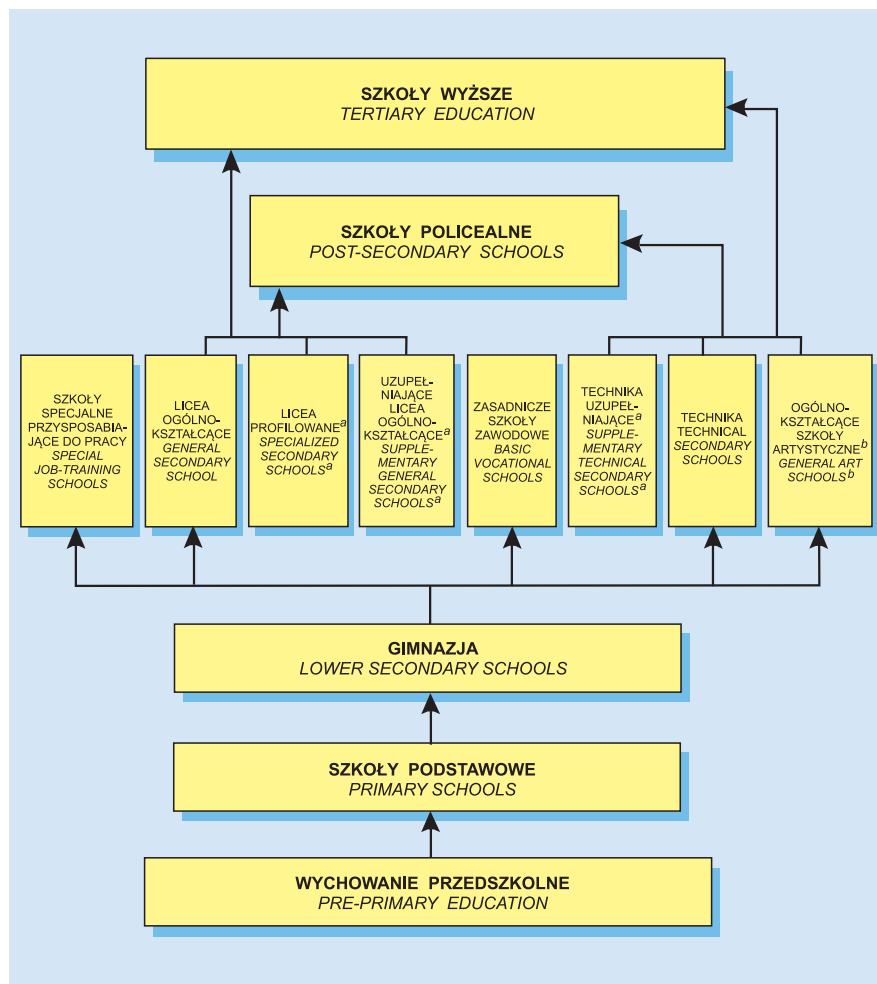 SZKOŁY WYŻSZE
TERTIARY EDUCATION
SZKOŁY POLICEALNE
POST-SECONDARY SCHOOLS
SZKOŁY
SPECJALNE
PRZYSPOSABIA-
JĄCE DO PRACY
SPECIAL
JOB-TRAINING
SCHOOLS
LICEA
OGÓLNO-
KSZTAŁCĄCE
GENERAL
SECONDARY
SCHOOL
LICEA
PROFILOWANEa
SPECIALIZED
SECONDARY
SCHOOLSa
UZUPEŁ-
NIAJĄCE
LICEA
OGÓLNO-
KSZTAŁCĄCEa
SUPPLE-
MENTARY
GENERAL
SECONDARY
SCHOOLSa
ZASADNICZE
SZKOŁY
ZAWODOWE
BASIC
VOCATIONAL
SCHOOLS
TECHNIKA
UZUPEŁ-
NIAJĄCEa
SUPPLE-
MENTARY
TECHNICAL
SECONDARY
SCHOOLSa
TECHNIKA
TECHNICAL
SECONDARY
SCHOOLS
OGÓLNO-
KSZTAŁCĄCE
SZKOŁY
ARTYSTYCZNEb
GENERAL ART
SCHOOLSb
GIMNAZJA
LOWER SECONDARY SCHOOLS
SZKOŁY PODSTAWOWE
PRIMARY SCHOOLS
WYCHOWANIE PRZEDSZKOLNE
PRE-PRIMARY EDUCATION